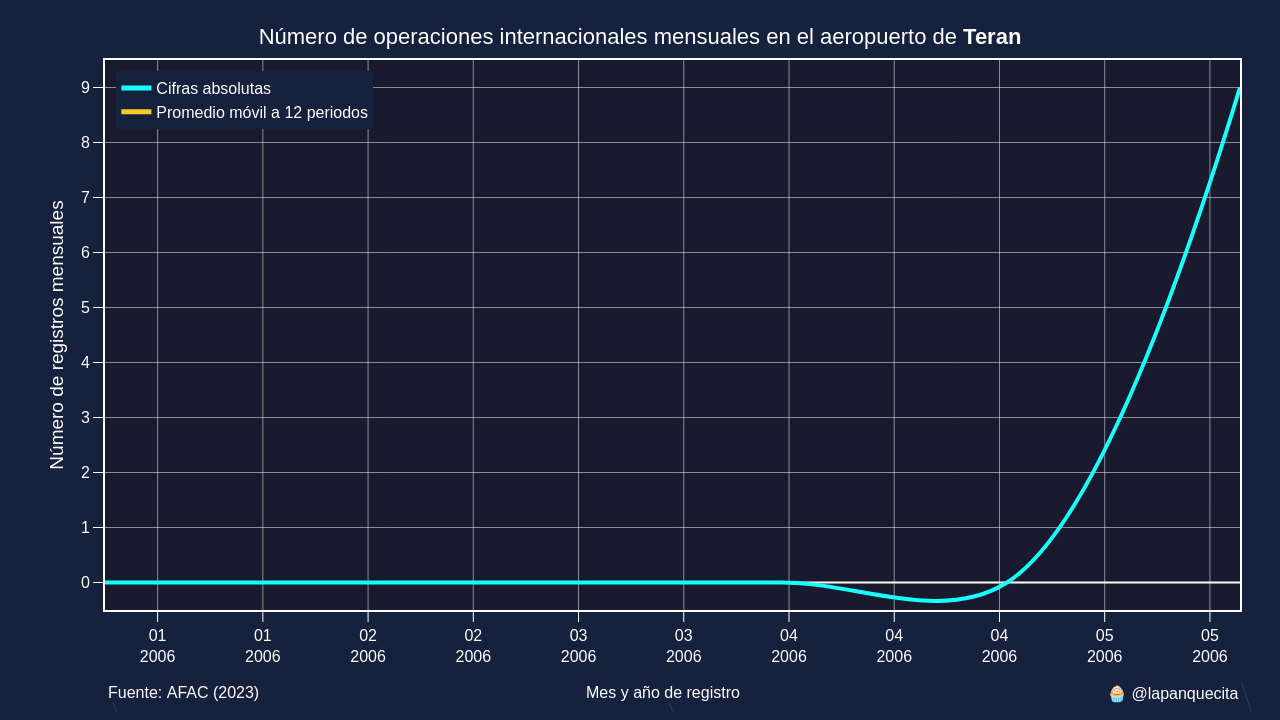 Número de operaciones internacionales mensuales en el aeropuerto de Teran
Cifras absolutas
Promedio móvil a 12 periodos
Número de registros mensuales
9
8
7
6
5
4
3
2
1
0
01 01 02 02 03 03 04 04 04 05 05
2006 2006 2006 2006 2006 2006 2006 2006 2006 2006 2006
Fuente: AFAC (2023) Mes y año de registro 🧁 @lapanquecita